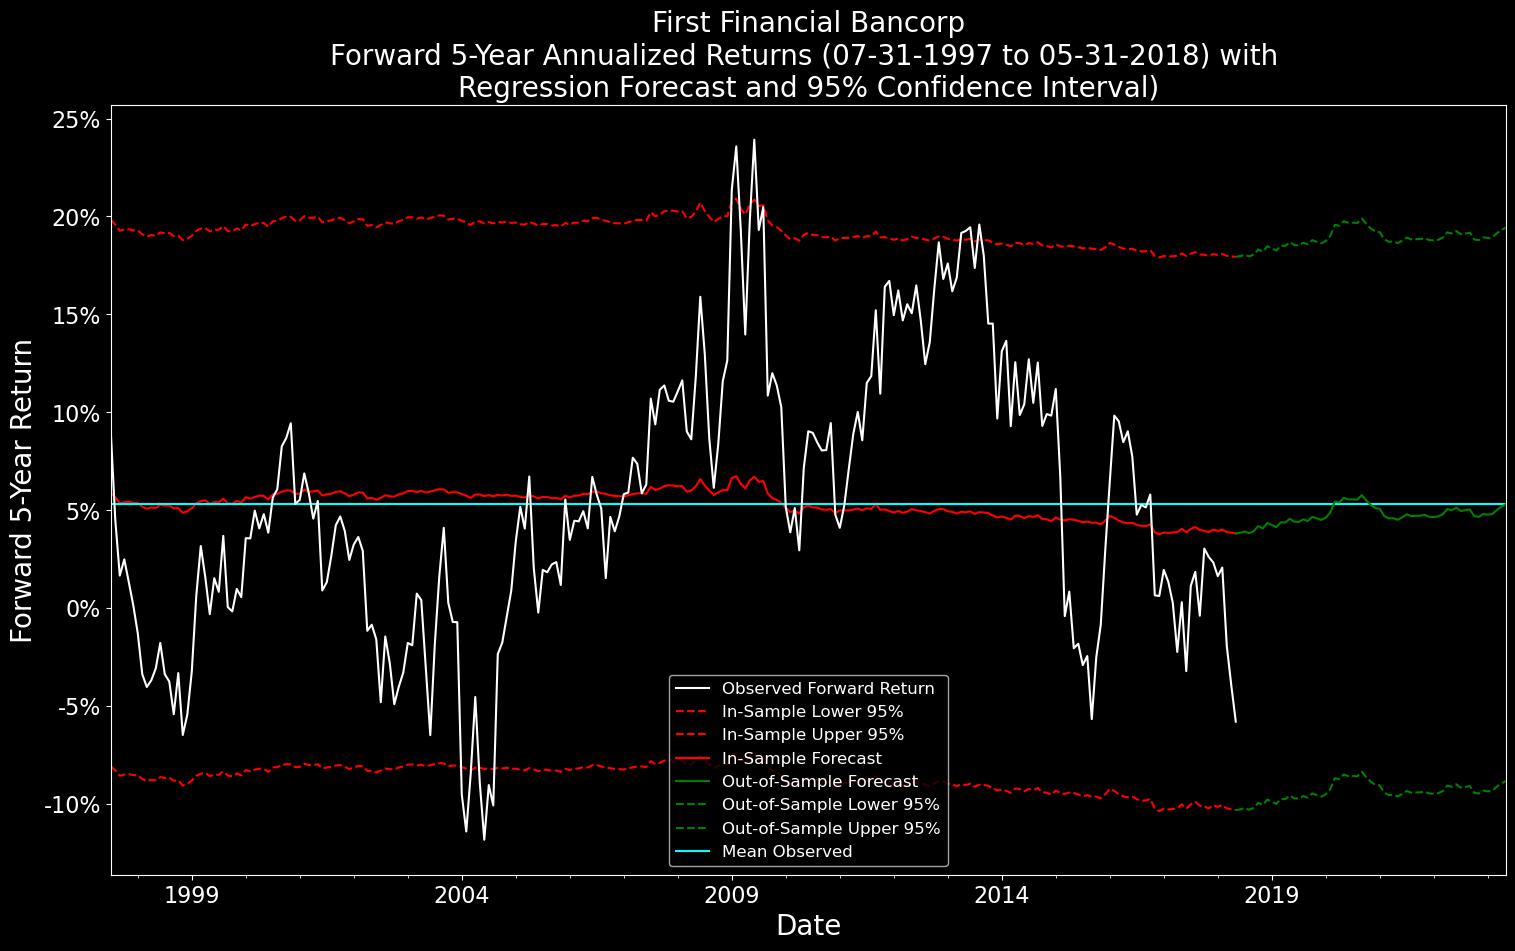 First Financial Bancorp
Forward 5-Year Annualized Returns (07-31-1997 to 05-31-2018) with
Regression Forecast and 95% Confidence Interval)
25%
20%
15%
10%
5%
0%
-5%
-10%
Forward 5-Year Return
Observed Forward Return
In-Sample Lower 95%
In-Sample Upper 95%
In-Sample Forecast
Out-of-Sample Forecast
Out-of-Sample Lower 95%
Out-of-Sample Upper 95%
Mean Observed
1999 2004 2009 2014 2019
Date